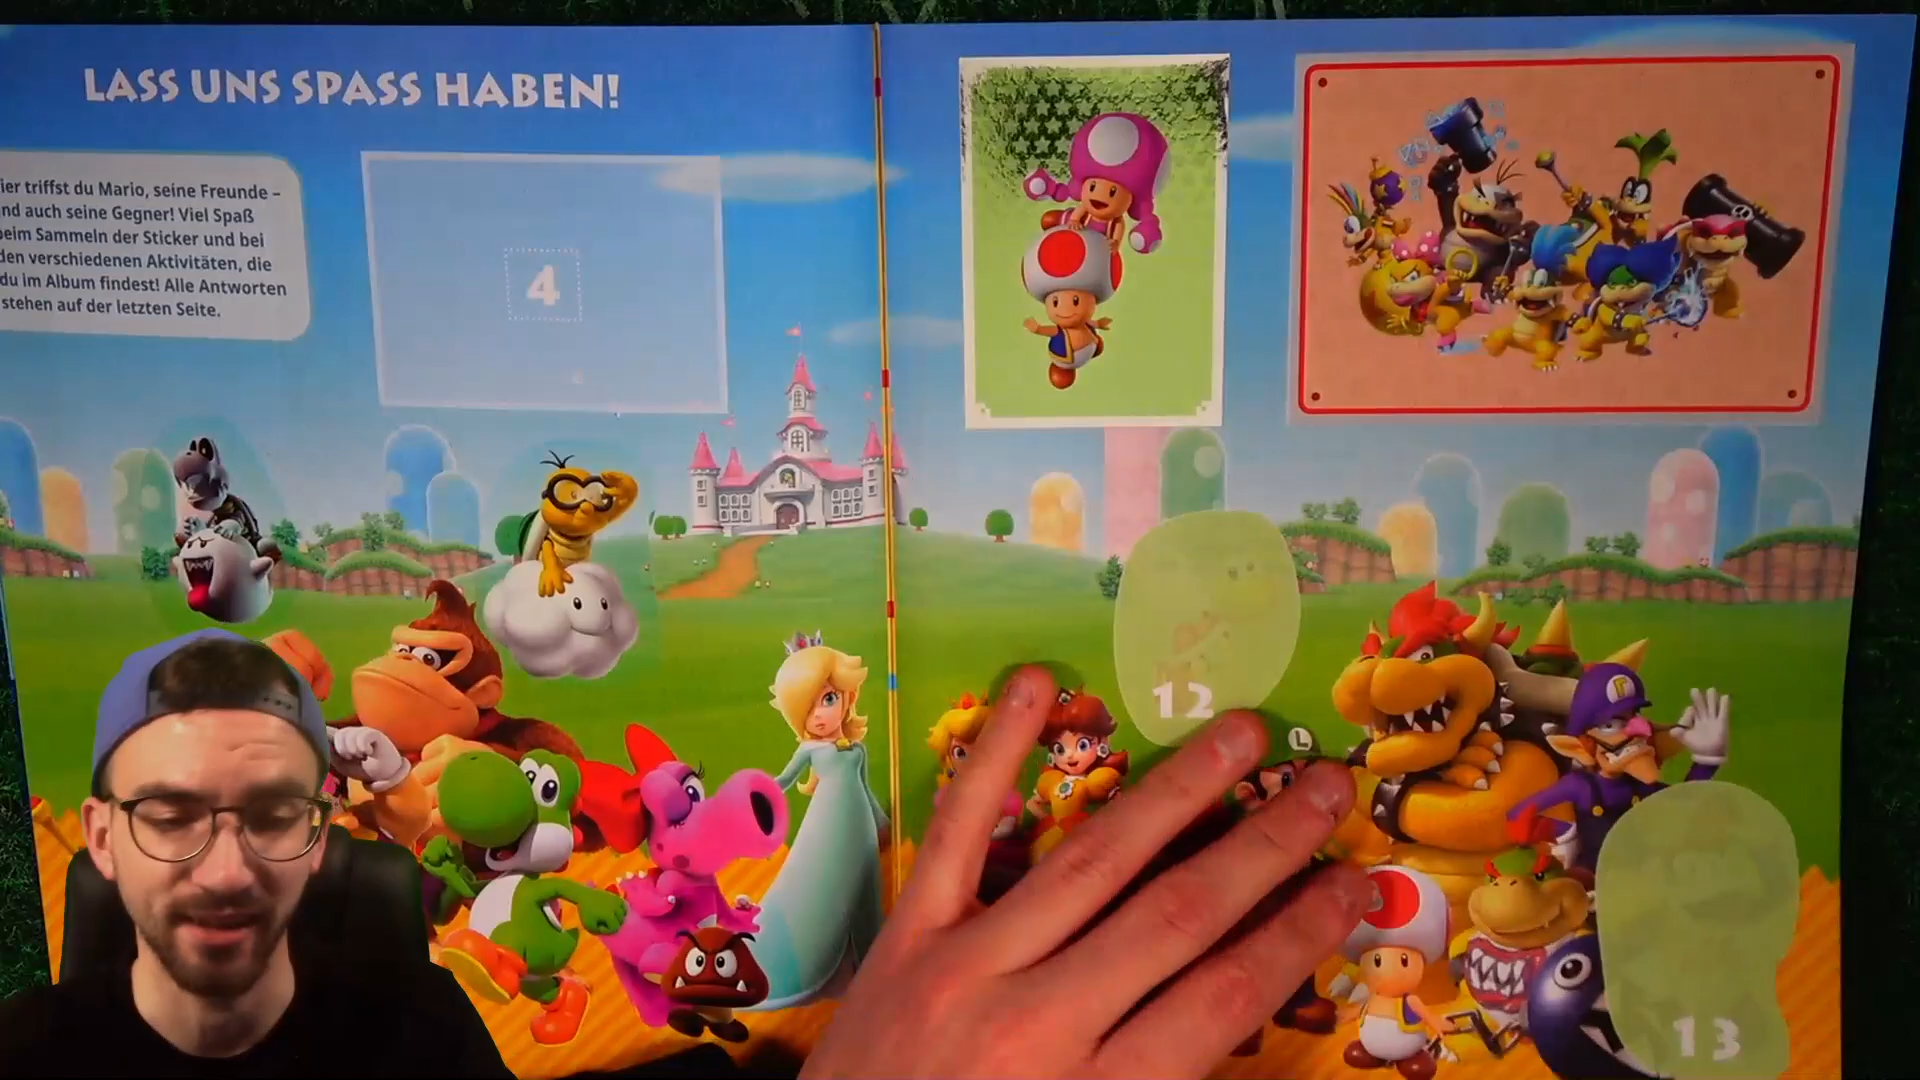 LASS UNS SPASS HABEN!
ier triffst du Mario, seine Freunde –
nd auch seine Gegner! Viel Spaß
beim Sammeln der Sticker und bei
den verschiedenen Aktivitäten, die
du im Album findest! Alle Antworten
stehen auf der letzten Seite.
4
12
L
13